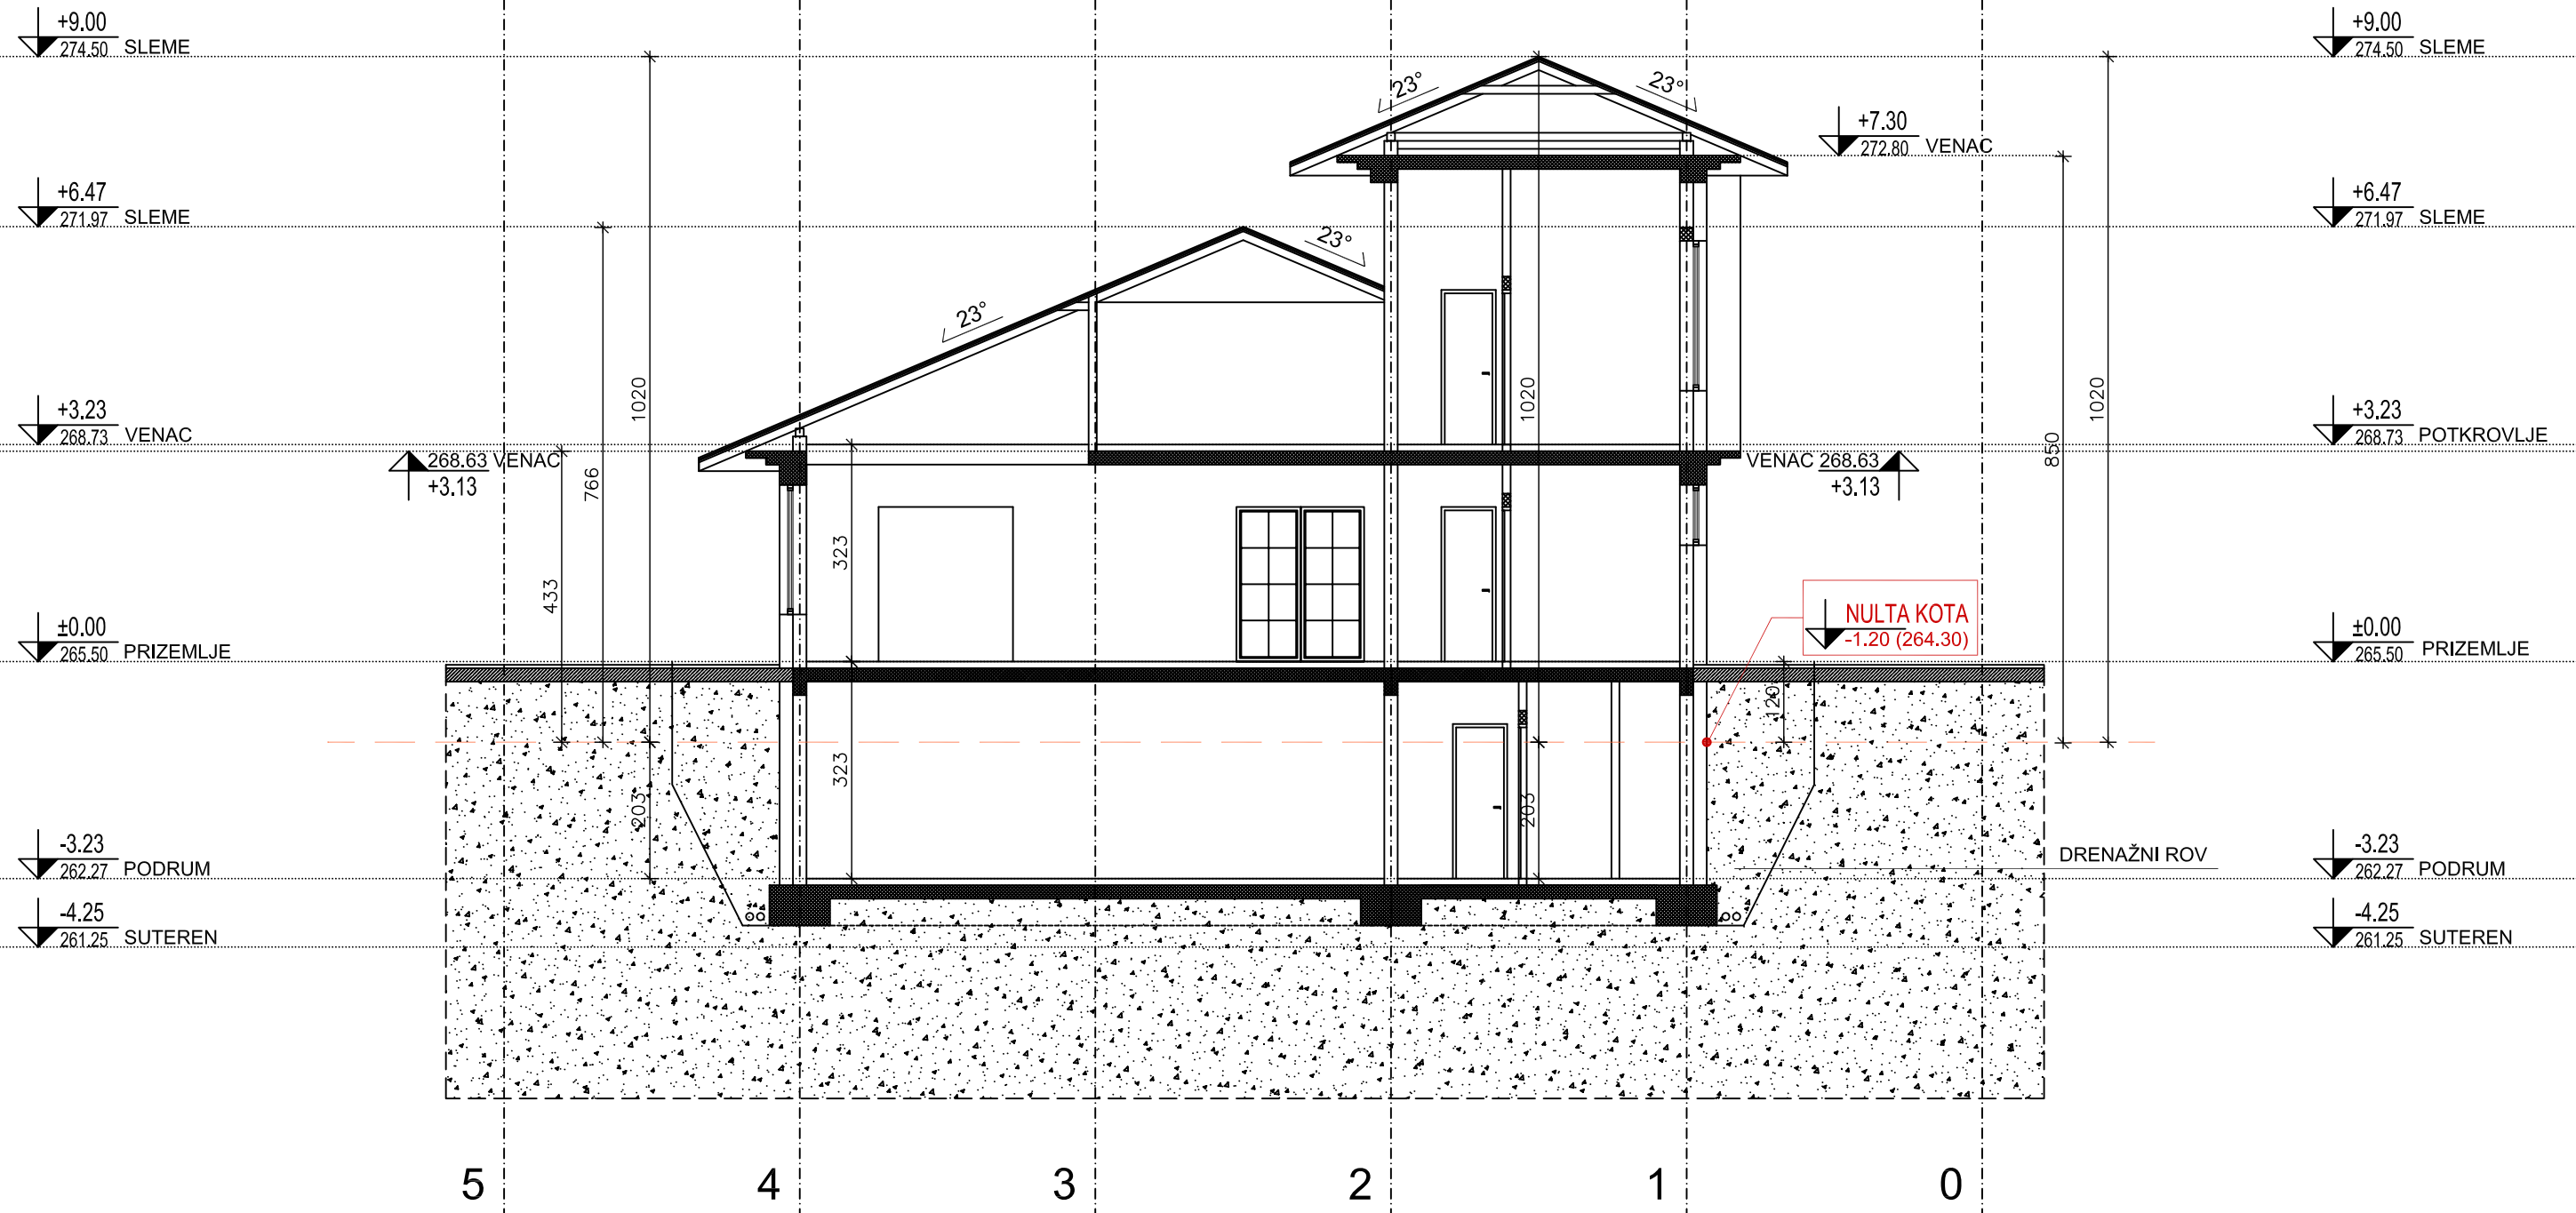 +9.00
274.50 SLEME
+9.00
274.50 SLEME
23°
23°
+7.30
272.80 VENAC
+6.47
271.97 SLEME
+6.47
271.97 SLEME
23°
23°
1020
1020
1020
+3.23
268.73 VENAC
+3.23
268.73 POTKROVLJE
850
268.63 VENAC
+3.13
VENAC 268.63
+3.13
766
323
433
NULTA KOTA
-1.20 (264.30)
±0.00
265.50 PRIZEMLJE
±0.00
265.50 PRIZEMLJE
120
323
203
203
-3.23
262.27 PODRUM
DRENAŽNI ROV
-3.23
262.27 PODRUM
-4.25
261.25 SUTEREN
-4.25
261.25 SUTEREN
5 4 3 2 1 0